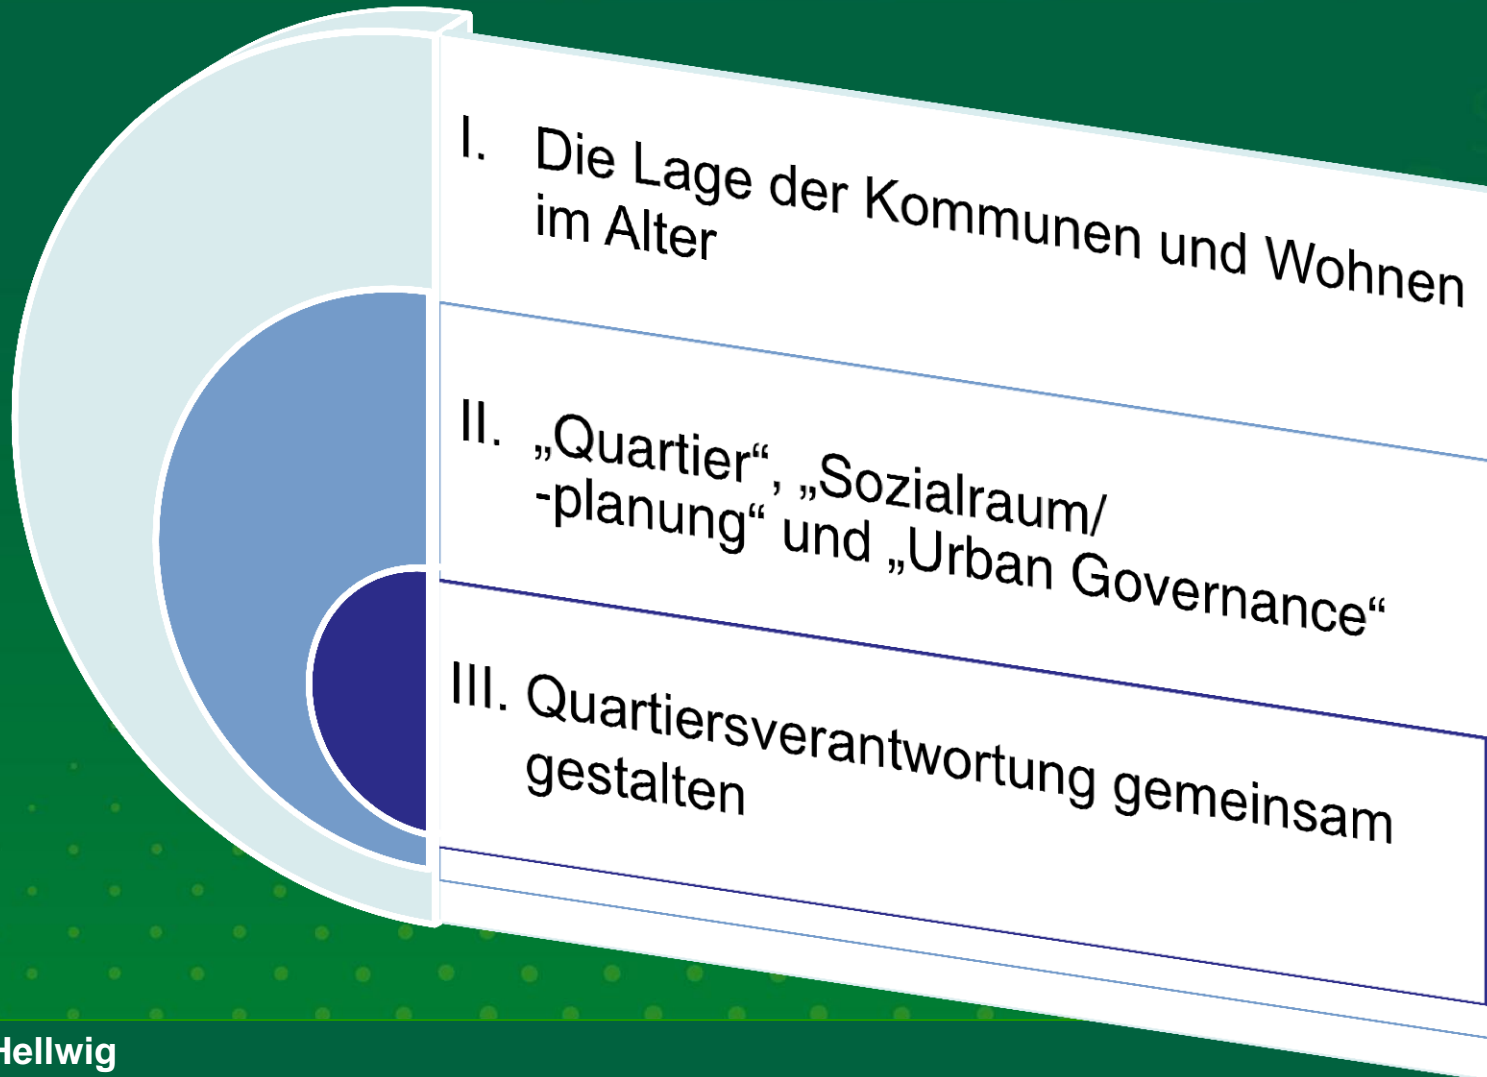 I. Die Lage der Kommunen und Wohnen
im Alter
II. „Quartier“, „Sozialraum/
-planung“ und „Urban Governance“
III. Quartiersverantwortung gemeinsam
gestalten
Hellwig